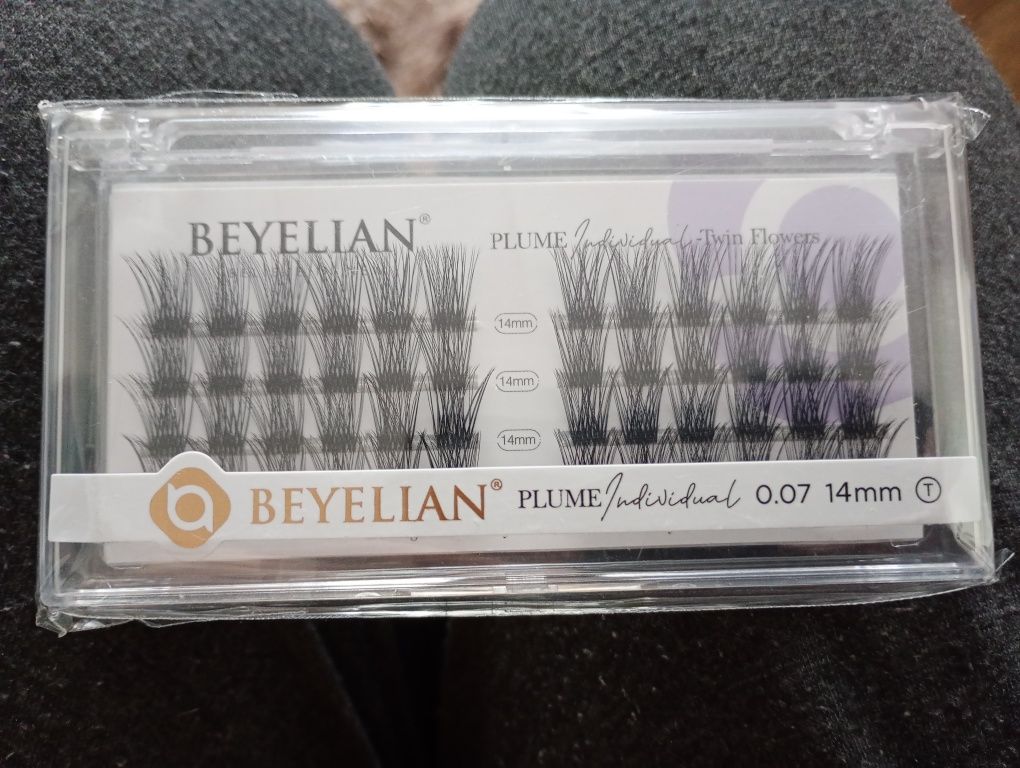 BEYELIAN®
PLUME Individual -Twin Flowers
14mm
14mm
14mm
BEYELIAN® PLUME Individual 0.07 14mm T